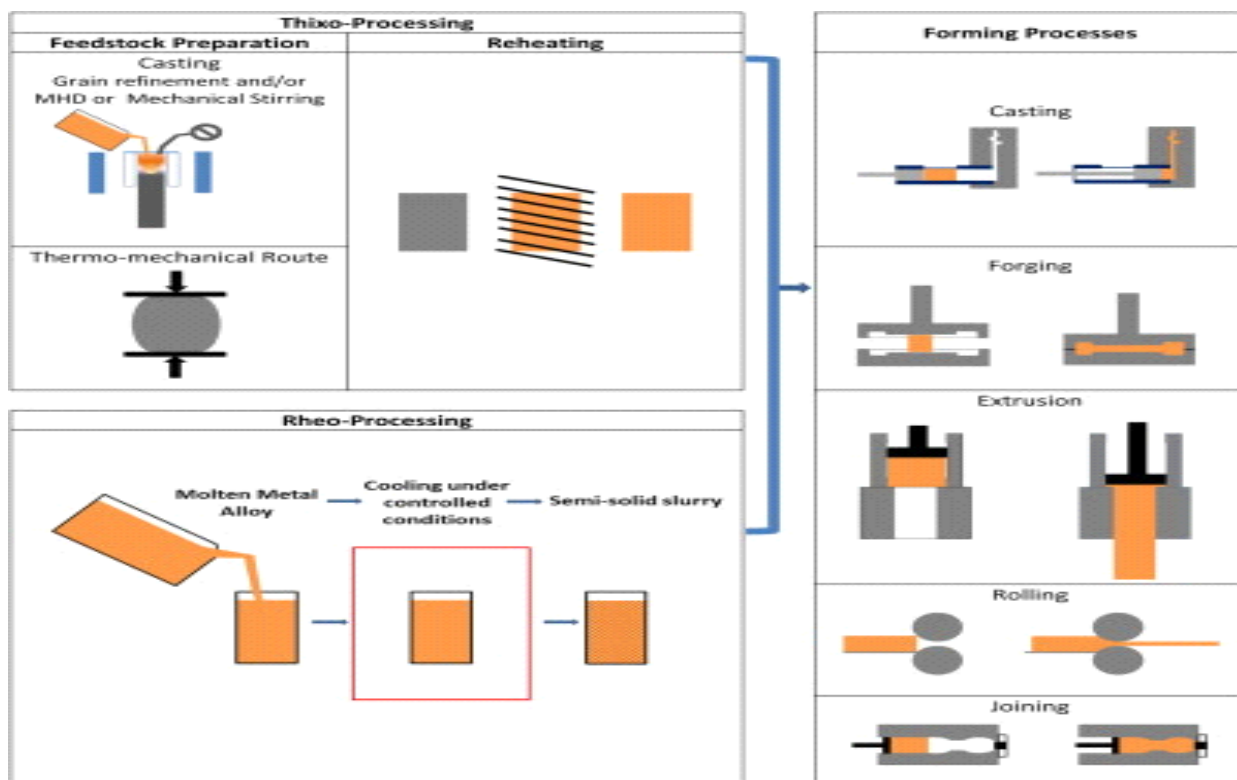 Thixo-Processing
Feedstock Preparation
Reheating
Casting
Grain refinement and/or
MHD or Mechanical Stirring
Thermo-mechanical Route
Rheo-Processing
Molten Metal
Alloy
Cooling under
controlled
conditions
Semi-solid slurry
Forming Processes
Casting
Forging
Extrusion
Rolling
Joining